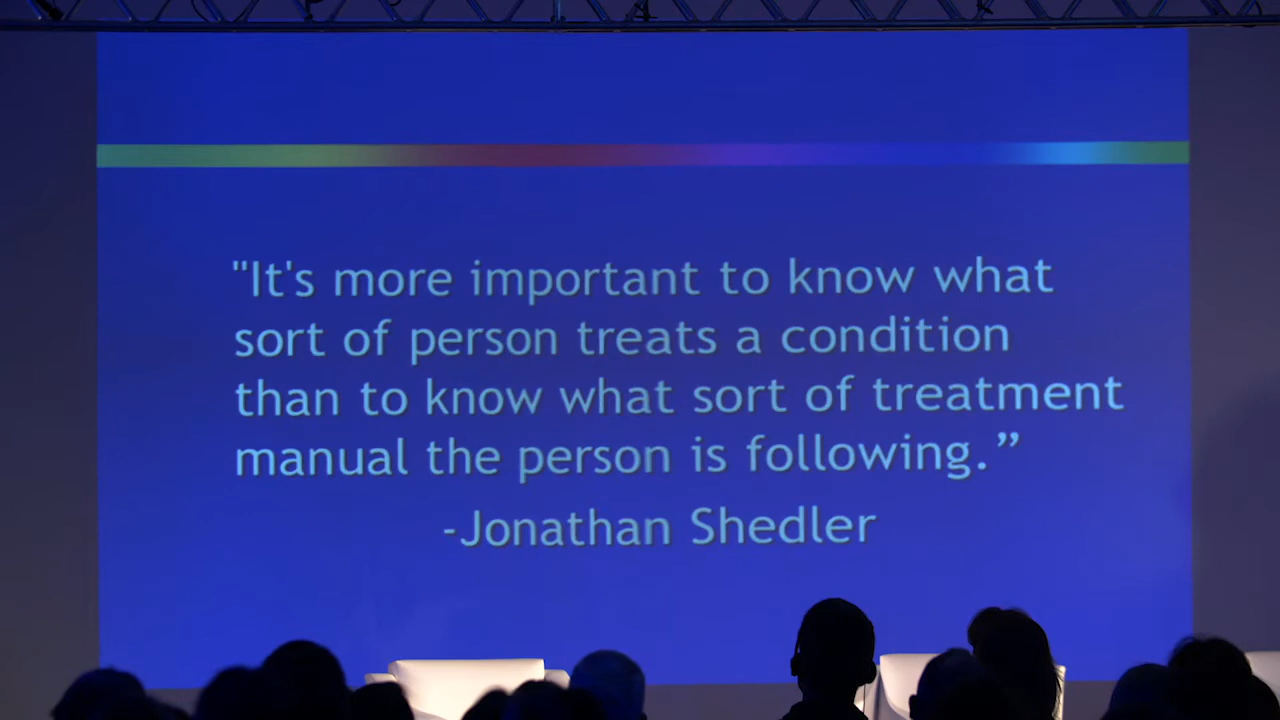 "It's more important to know what
sort of person treats a condition
than to know what sort of treatment
manual the person is following.”
-Jonathan Shedler